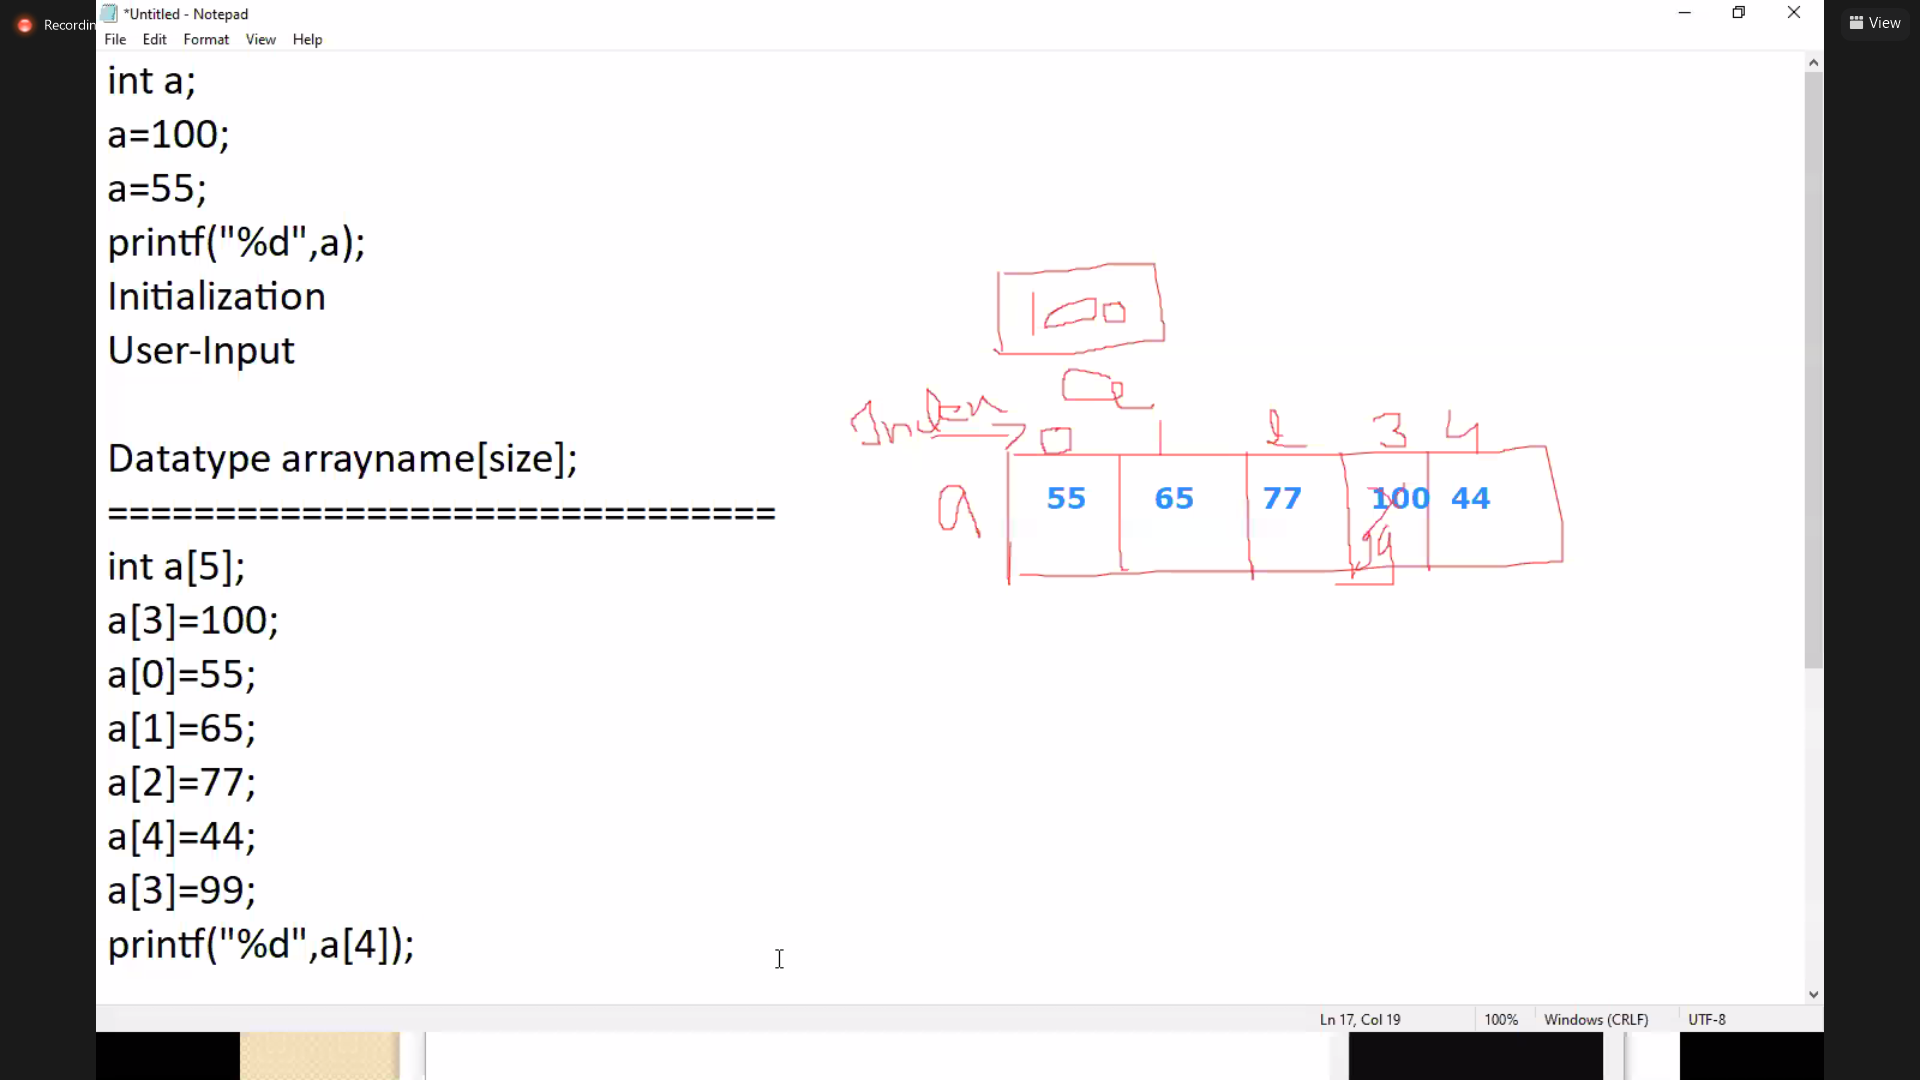 Recordin
*Untitled - Notepad
View
File Edit Format View Help
int a;
a=100;
a=55;
printf("%d",a);
Initialization
User-Input
Datatype arrayname[size];
===============================
int a[5];
a[3]=100;
a[0]=55;
a[1]=65;
a[2]=77;
a[4]=44;
a[3]=99;
printf("%d",a[4]);
100
a
Index 0 1 2 3 4
a 55 65 77 100 44
99
Ln 17, Col 19 100% Windows (CRLF) UTF-8